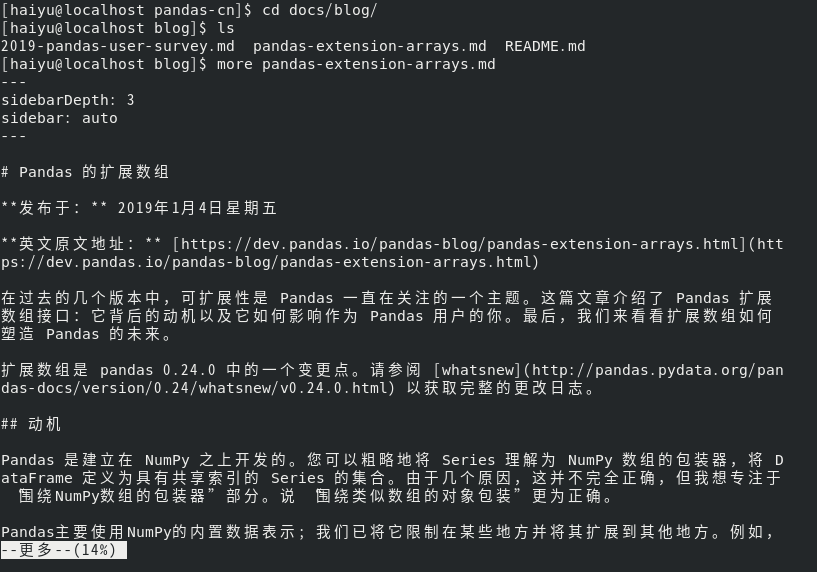 [haiyu@localhost pandas-cn]$ cd docs/blog/
[haiyu@localhost blog]$ ls
2019-pandas-user-survey.md  pandas-extension-arrays.md  README.md
[haiyu@localhost blog]$ more pandas-extension-arrays.md
---
sidebarDepth: 3
sidebar: auto
---
# Pandas 的扩展数组
**发布于：** 2019年1月4日星期五
**英文原文地址：** [https://dev.pandas.io/pandas-blog/pandas-extension-arrays.html](htt
ps://dev.pandas.io/pandas-blog/pandas-extension-arrays.html)
在过去的几个版本中，可扩展性是 Pandas 一直在关注的一个主题。这篇文章介绍了 Pandas 扩展
数组接口：它背后的动机以及它如何影响作为 Pandas 用户的你。最后，我们来看看扩展数组如何
塑造 Pandas 的未来。
扩展数组是 pandas 0.24.0 中的一个变更点。请参阅 [whatsnew](http://pandas.pydata.org/pan
das-docs/version/0.24/whatsnew/v0.24.0.html) 以获取完整的更改日志。
## 动机
Pandas 是建立在 NumPy 之上开发的。您可以粗略地将 Series 理解为 NumPy 数组的包装器，将 D
ataFrame 定义为具有共享索引的 Series 的集合。由于几个原因，这并不完全正确，但我想专注于
“围绕NumPy数组的包装器”部分。说 “围绕类似数组的对象包装”更为正确。
Pandas主要使用NumPy的内置数据表示；我们已将它限制在某些地方并将其扩展到其他地方。例如，
--更多--(14%)